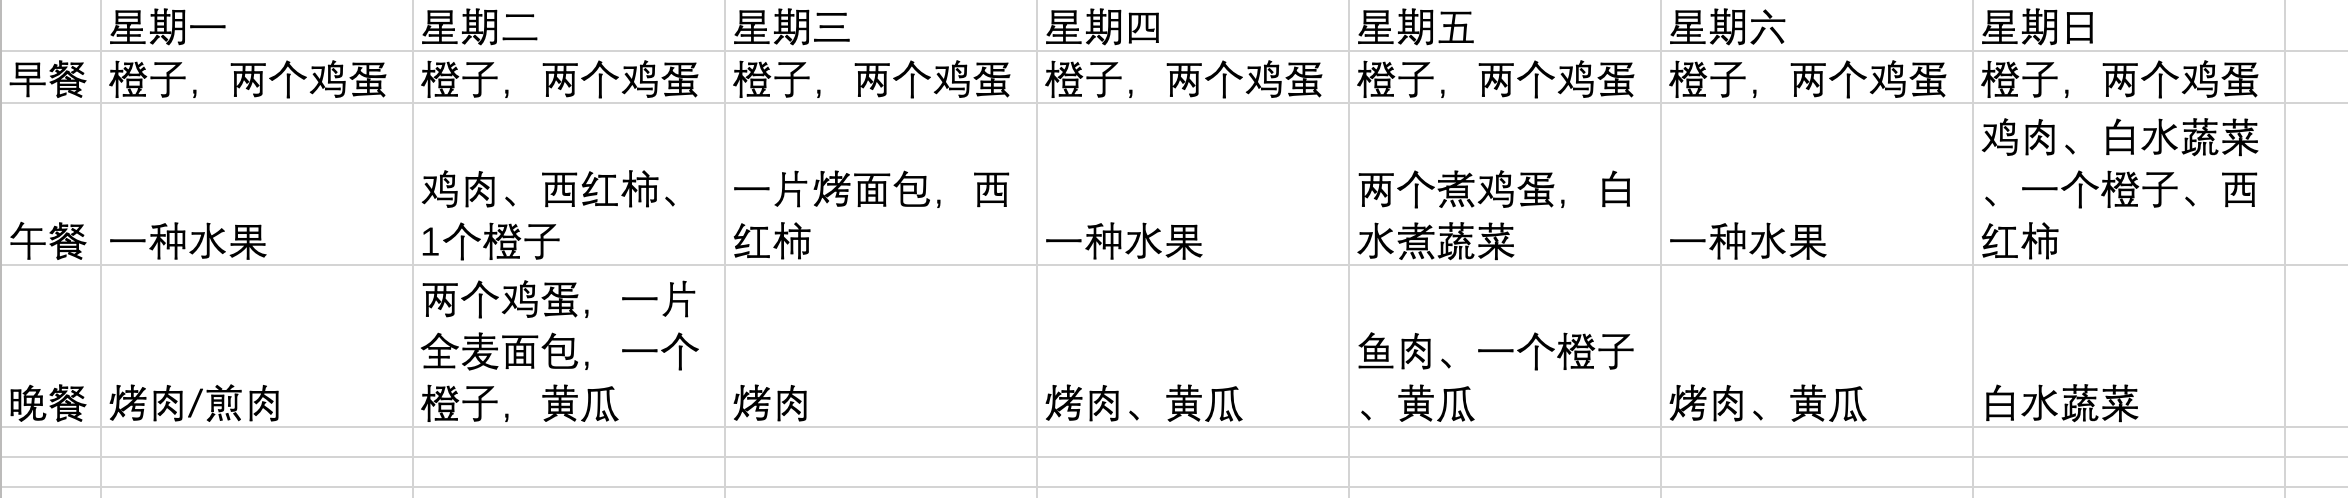 星期一 星期二 星期三 星期四 星期五 星期六 星期日
早餐 橙子，两个鸡蛋 橙子，两个鸡蛋 橙子，两个鸡蛋 橙子，两个鸡蛋 橙子，两个鸡蛋 橙子，两个鸡蛋 橙子，两个鸡蛋
鸡肉、白水蔬菜
鸡肉、西红柿、 一片烤面包，西 两个煮鸡蛋，白 、一个橙子、西
午餐 一种水果 1个橙子 红柿 一种水果 水煮蔬菜 一种水果 红柿
两个鸡蛋，一片
全麦面包，一个 鱼肉、一个橙子
晚餐 烤肉/煎肉 橙子，黄瓜 烤肉 烤肉、黄瓜 、黄瓜 烤肉、黄瓜 白水蔬菜